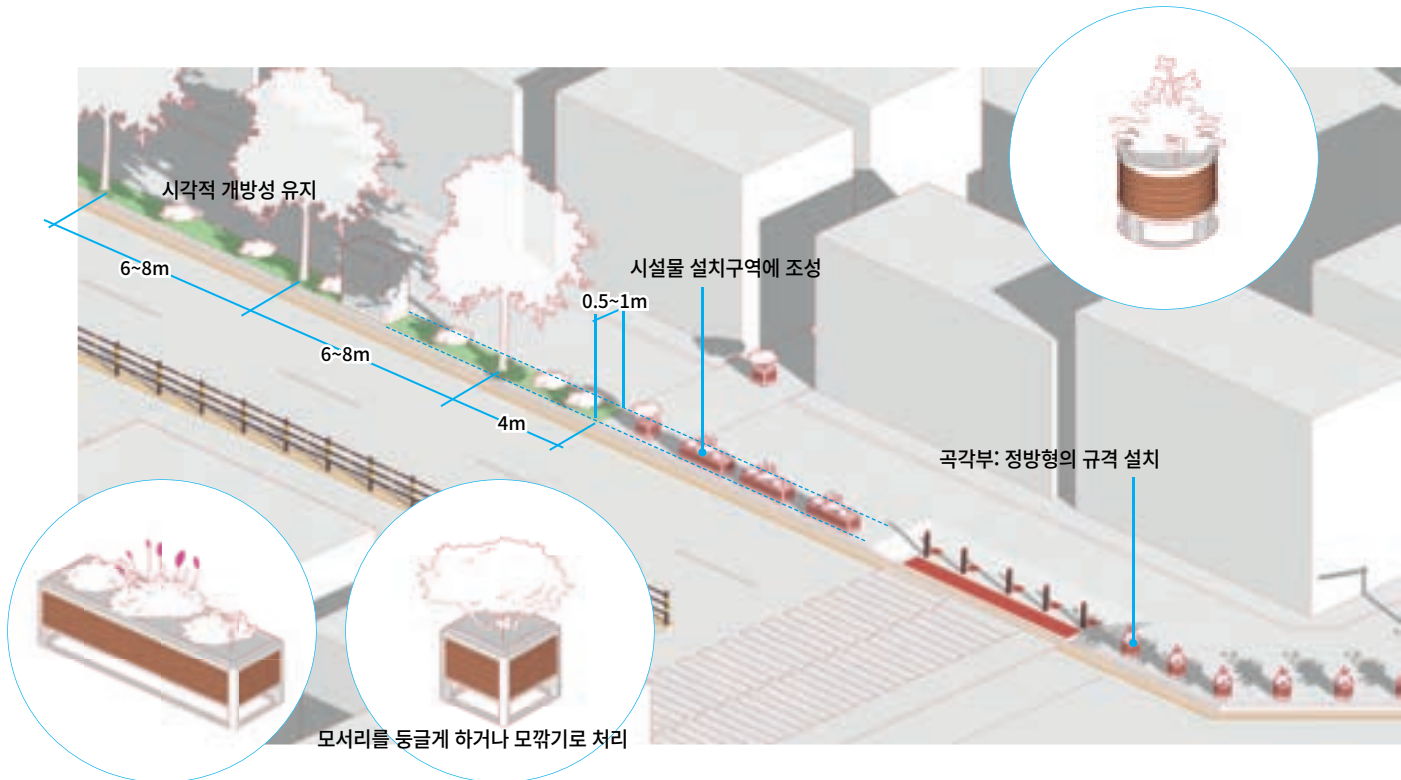 시각적 개방성 유지
6~8m
시설물 설치구역에 조성
0.5~1m
6~8m
4m
곡각부: 정방형의 규격 설치
모서리를 둥글게 하거나 모깎기로 처리